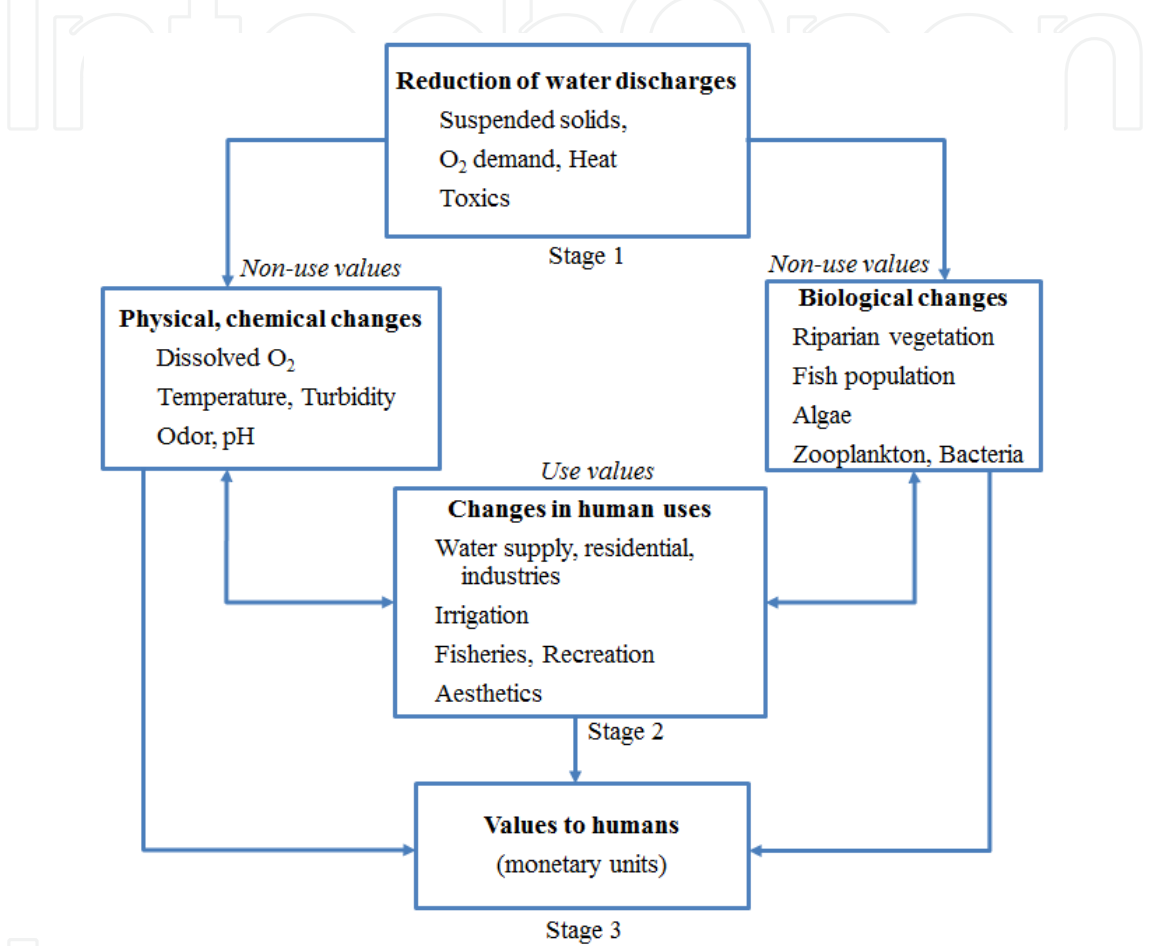 IntechOpen
Reduction of water discharges
Suspended solids,
O₂ demand, Heat
Toxics
Stage 1
Non-use values
Non-use values
Physical, chemical changes
Dissolved O₂
Temperature, Turbidity
Odor, pH
Biological changes
Riparian vegetation
Fish population
Algae
Zooplankton, Bacteria
Use values
Changes in human uses
Water supply, residential,
industries
Irrigation
Fisheries, Recreation
Aesthetics
Stage 2
Values to humans
(monetary units)
Stage 3